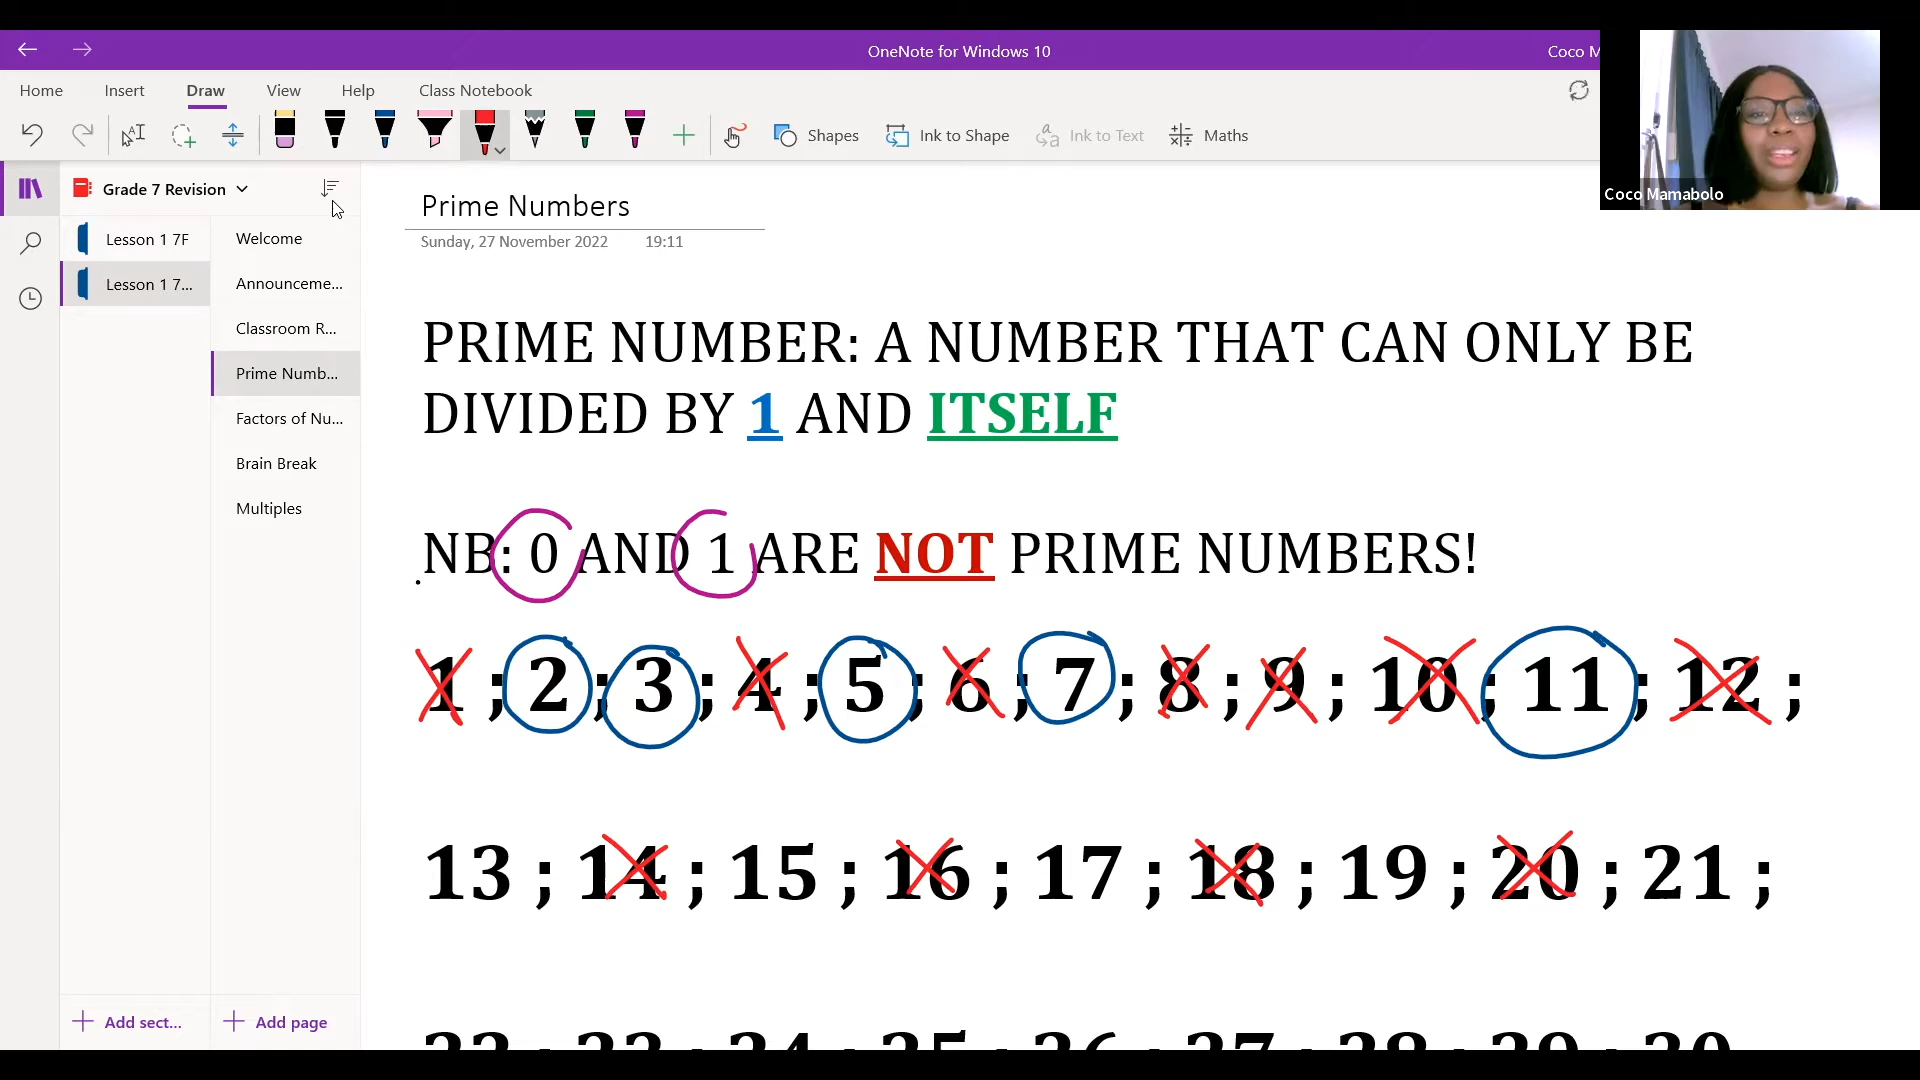 OneNote for Windows 10
Coco M
Home Insert Draw View Help Class Notebook
Shapes Ink to Shape Ink to Text Maths
Coco Mamabolo
Grade 7 Revision
Lesson 1 7F
Lesson 1 7...
Welcome
Announceme...
Classroom R...
Prime Numb...
Factors of Nu...
Brain Break
Multiples
Add sect...
Add page
Prime Numbers
Sunday, 27 November 2022 19:11
PRIME NUMBER: A NUMBER THAT CAN ONLY BE
DIVIDED BY 1 AND ITSELF
NB: 0 AND 1 ARE NOT PRIME NUMBERS!
1 ; 2 ; 3 ; 4 ; 5 ; 6 ; 7 ; 8 ; 9 ; 10 ; 11 ; 12 ;
13 ; 14 ; 15 ; 16 ; 17 ; 18 ; 19 ; 20 ; 21 ;